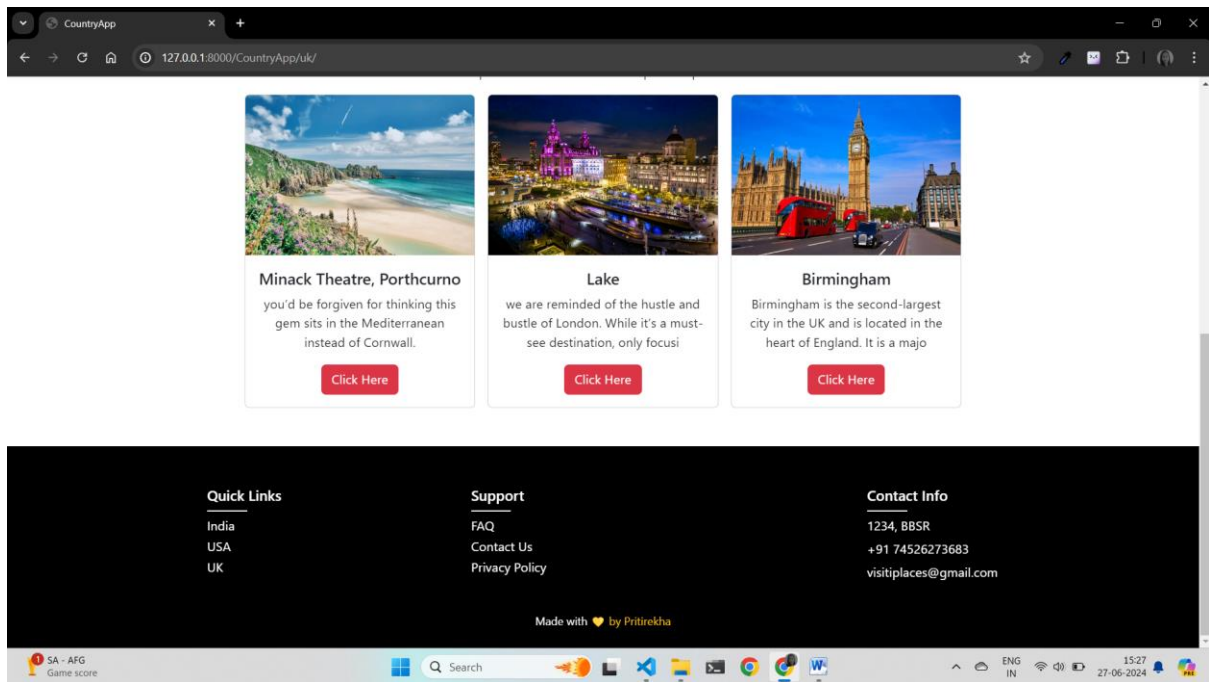 CountryApp
127.0.0.1:8000/CountryApp/uk/
Minack Theatre, Porthcurno
you'd be forgiven for thinking this
gem sits in the Mediterranean
instead of Cornwall.
Click Here
Lake
we are reminded of the hustle and
bustle of London. While it's a must-
see destination, only focusi
Click Here
Birmingham
Birmingham is the second-largest
city in the UK and is located in the
heart of England. It is a majo
Click Here
Quick Links
India
USA
UK
Support
FAQ
Contact Us
Privacy Policy
Contact Info
1234, BBSR
+91 74526273683
visitiplaces@gmail.com
Made with 💛 by Pritirekha
1
SA - AFG
Game score
Search
ENG
IN
15:27
27-06-2024
PRE